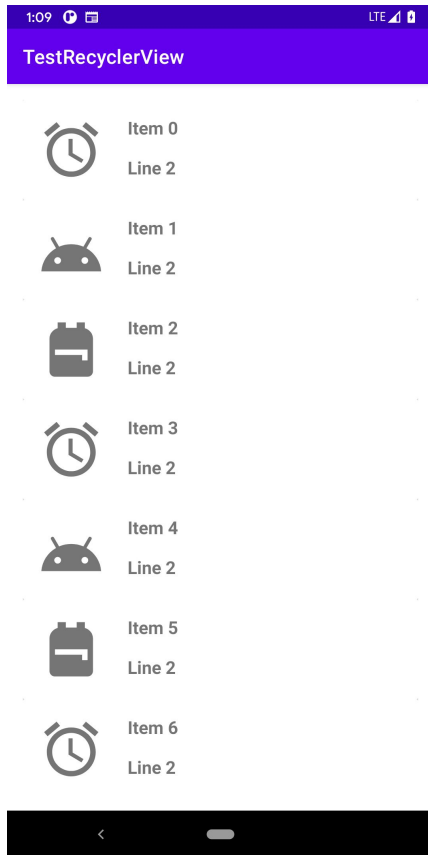 1:09 LTE
TestRecyclerView
Item 0
Line 2
Item 1
Line 2
Item 2
Line 2
Item 3
Line 2
Item 4
Line 2
Item 5
Line 2
Item 6
Line 2